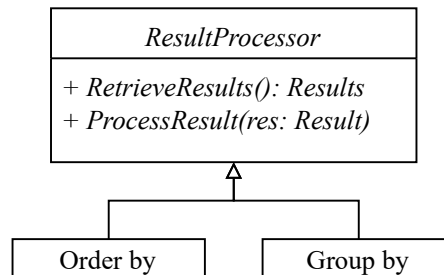 ResultProcessor
+ RetrieveResults(): Results
+ ProcessResult(res: Result)
Order by
Group by